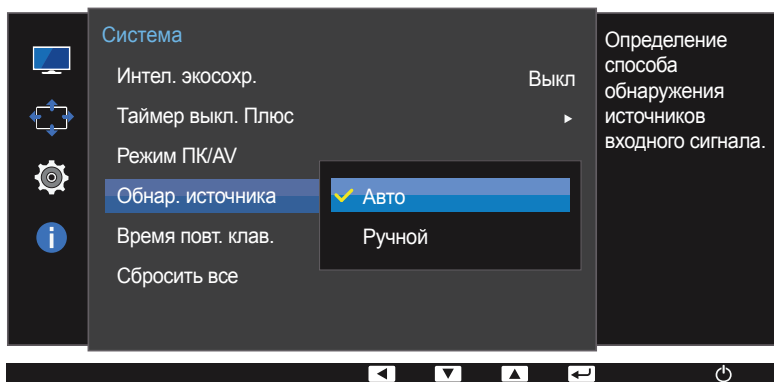 Система
Интел. экосохр. Выкл
Таймер выкл. Плюс
Режим ПК/AV
Обнар. источника
Авто
Ручной
Время повт. клав.
Сбросить все
Определение
способа
обнаружения
источников
входного сигнала.